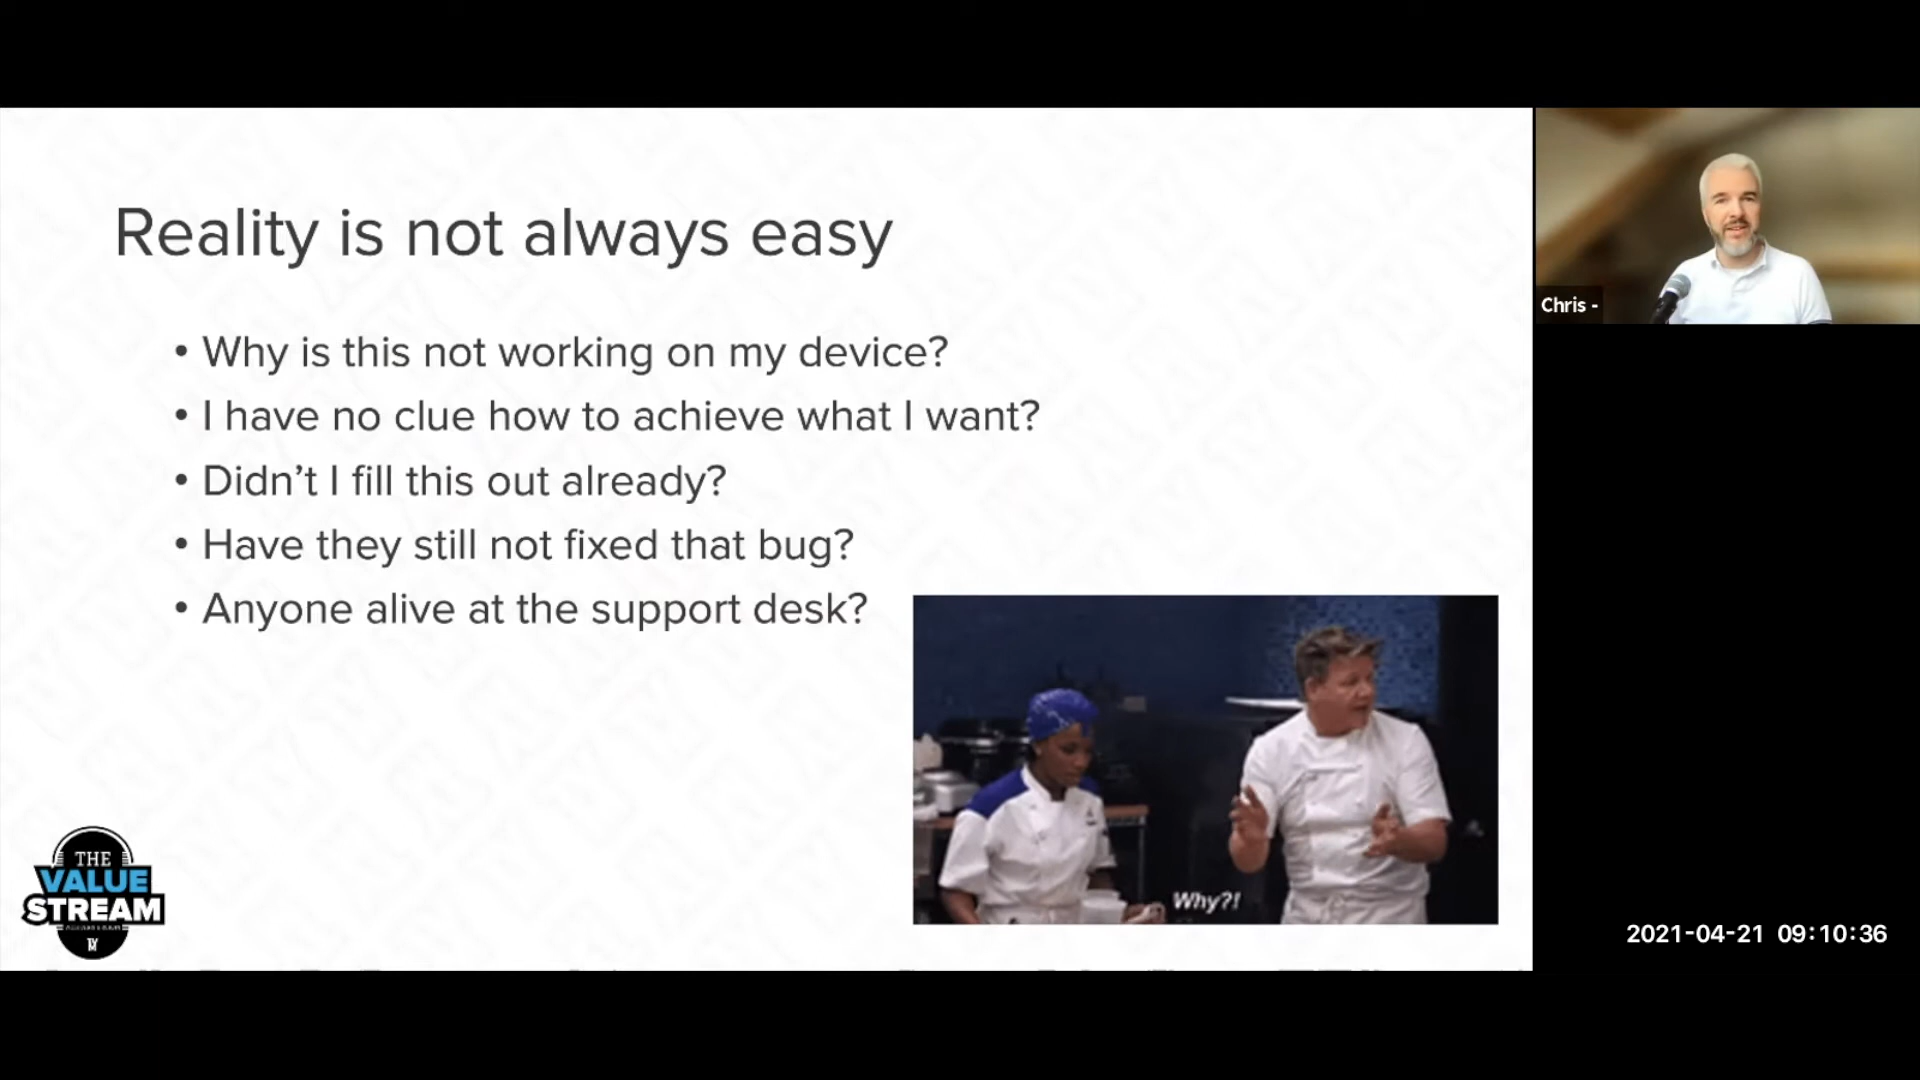 Reality is not always easy
• Why is this not working on my device?
• I have no clue how to achieve what I want?
• Didn’t I fill this out already?
• Have they still not fixed that bug?
• Anyone alive at the support desk?
Why?!
THE
VALUE
STREAM
Chris -
2021-04-21 09:10:36